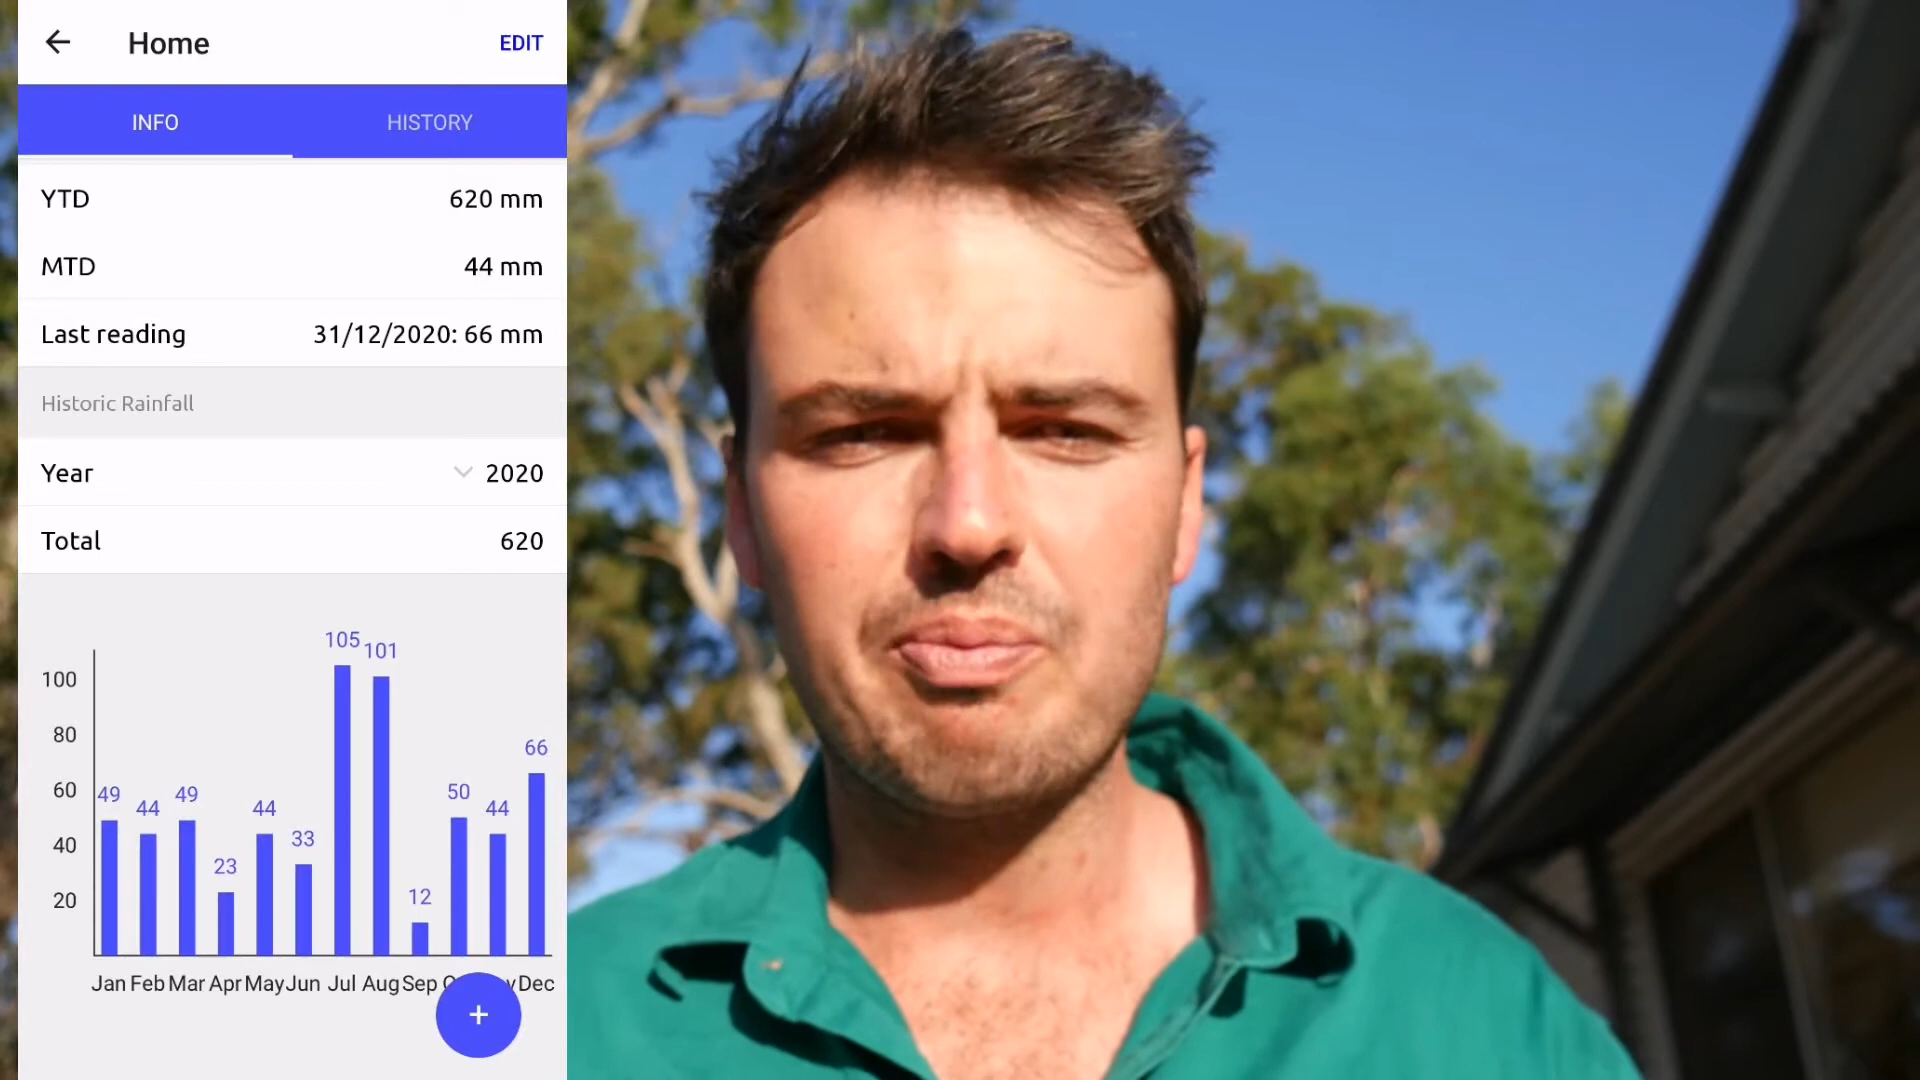 Home
EDIT
INFO
HISTORY
YTD 620 mm
MTD 44 mm
Last reading 31/12/2020: 66 mm
Historic Rainfall
Year 2020
Total 620
105 101
66
49 44 49 23 44 33 12 50 44
100
80
60
40
20
Jan Feb Mar Apr May Jun Jul Aug Sep Dec
+